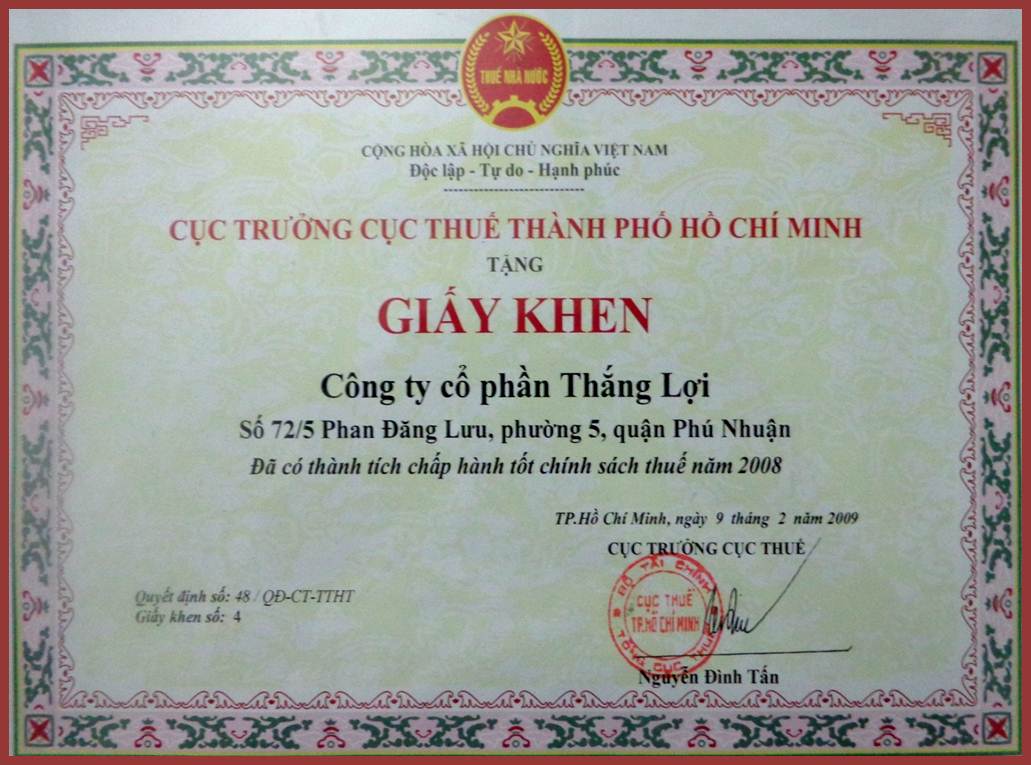 THUẾ NHÀ NƯỚC
CỘNG HÒA XÃ HỘI CHỦ NGHĨA VIỆT NAM
Độc lập - Tự do - Hạnh phúc
CỤC TRƯỞNG CỤC THUẾ THÀNH PHỐ HỒ CHÍ MINH
TẶNG
GIẤY KHEN
Công ty cổ phần Thắng Lợi
Số 72/5 Phan Đăng Lưu, phường 5, quận Phú Nhuận
Đã có thành tích chấp hành tốt chính sách thuế năm 2008
TP.Hồ Chí Minh, ngày 9 tháng 2 năm 2009
CỤC TRƯỞNG CỤC THUẾ
Quyết định số: 48 / QĐ-CT-TTHT
Giấy khen số: 4
BỘ TÀI CHÍNH
CỤC THUẾ
TP.HỒ CHÍ MINH
TỔNG CỤC THUẾ
Nguyễn Đình Tấn